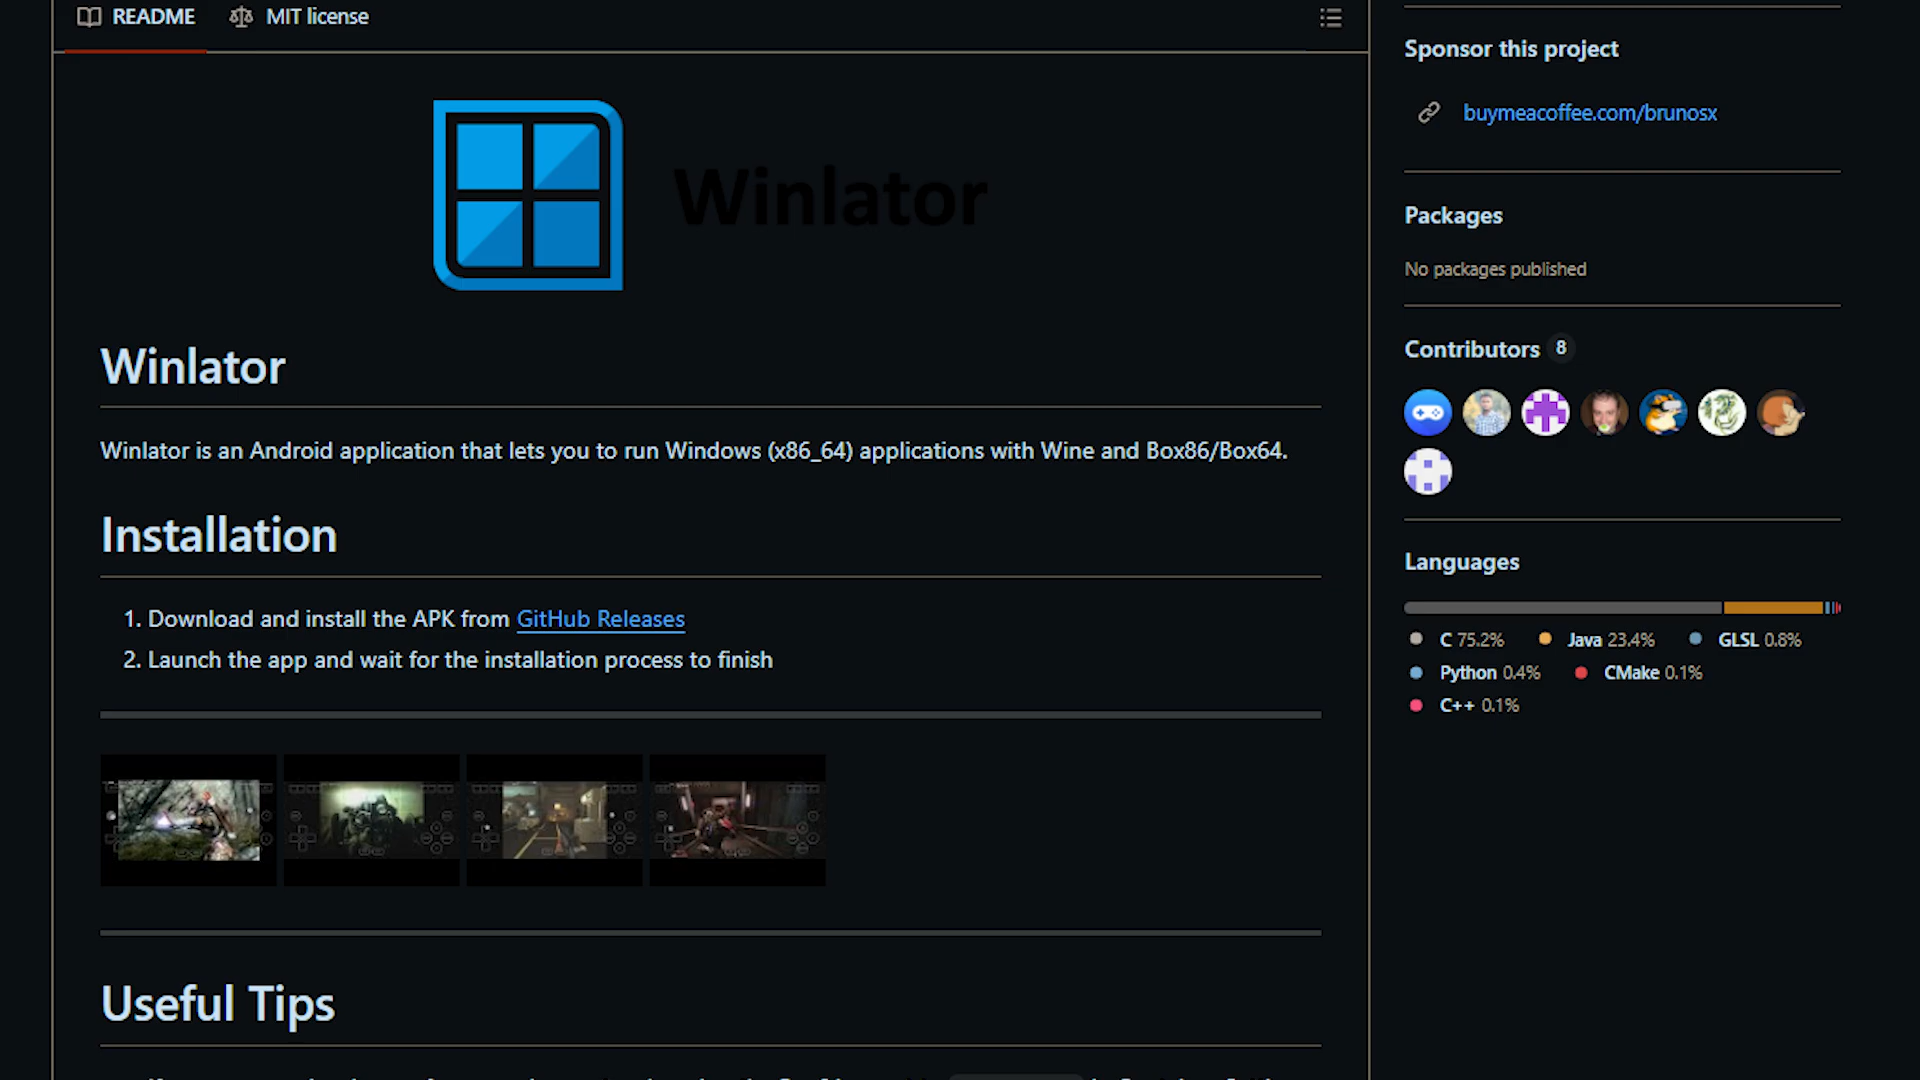 README
MIT license
Winlator
Winlator
Winlator is an Android application that lets you to run Windows (x86_64) applications with Wine and Box86/Box64.
Installation
1. Download and install the APK from GitHub Releases
2. Launch the app and wait for the installation process to finish
Useful Tips
Sponsor this project
buymeacoffee.com/brunosx
Packages
No packages published
Contributors 8
Languages
C 75.2% Java 23.4% GLSL 0.8%
Python 0.4% CMake 0.1%
C++ 0.1%